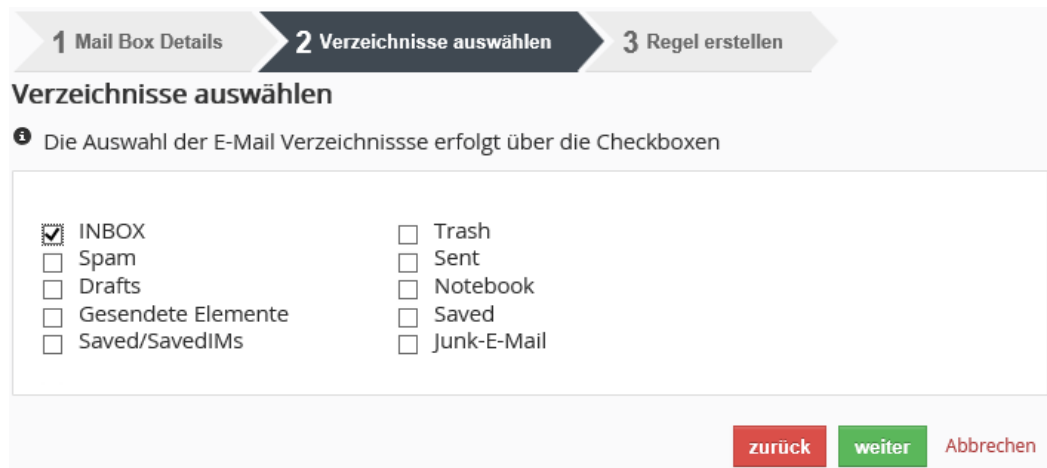 1 Mail Box Details 2 Verzeichnisse auswählen 3 Regel erstellen
Verzeichnisse auswählen
Die Auswahl der E-Mail Verzeichnissse erfolgt über die Checkboxen
INBOX Trash
Spam Sent
Drafts Notebook
Gesendete Elemente Saved
Saved/SavedIMs Junk-E-Mail
zurück weiter Abbrechen